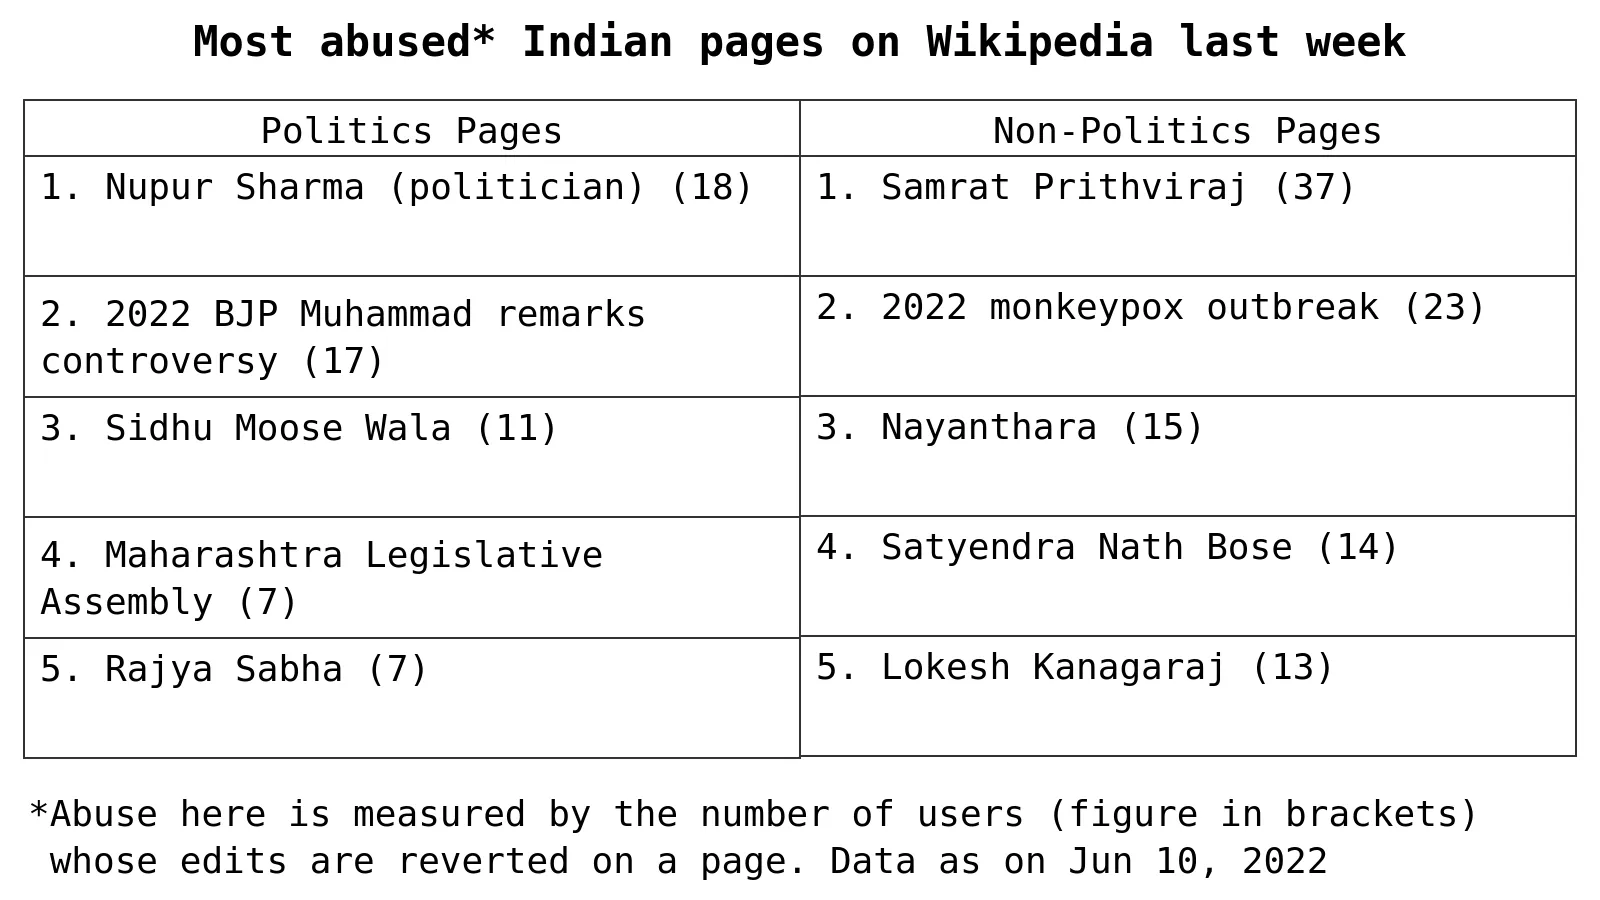 Most abused* Indian pages on Wikipedia last week
Politics Pages
Non-Politics Pages
1. Nupur Sharma (politician) (18)
1. Samrat Prithviraj (37)
2. 2022 BJP Muhammad remarks
controversy (17)
2. 2022 monkeypox outbreak (23)
3. Sidhu Moose Wala (11)
3. Nayanthara (15)
4. Maharashtra Legislative
Assembly (7)
4. Satyendra Nath Bose (14)
5. Rajya Sabha (7)
5. Lokesh Kanagaraj (13)
*Abuse here is measured by the number of users (figure in brackets)
whose edits are reverted on a page. Data as on Jun 10, 2022